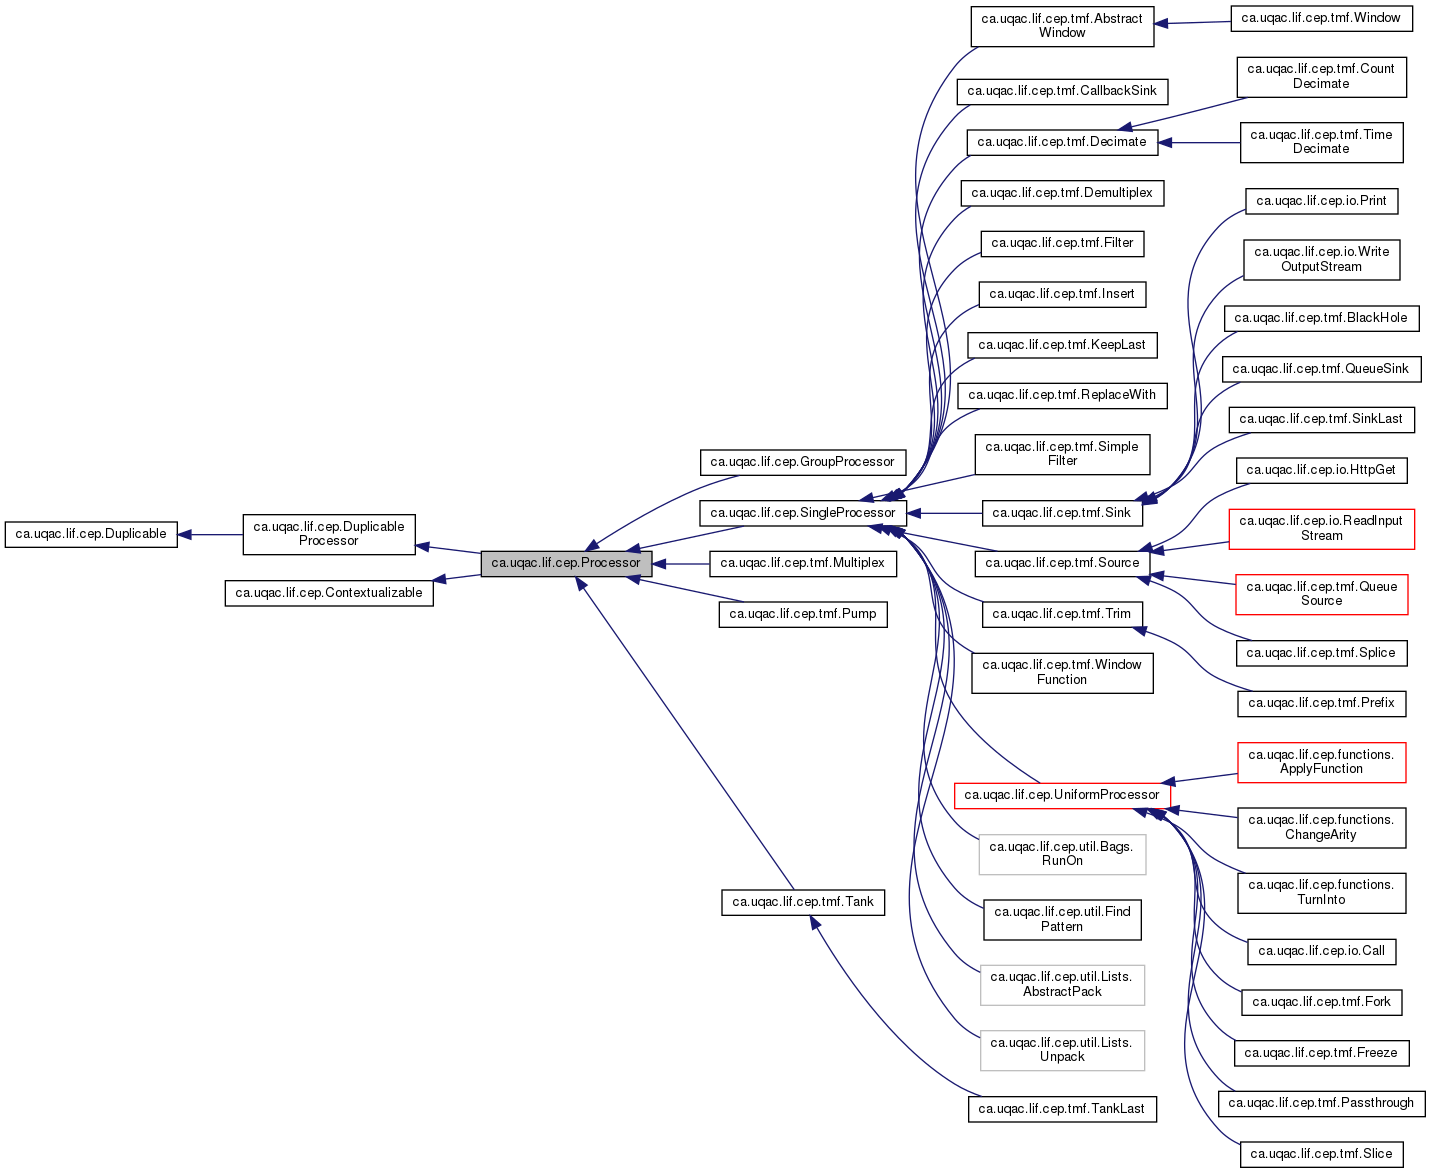 ca.uqac.lif.cep.Duplicable
ca.uqac.lif.cep.Duplicable
Processor
ca.uqac.lif.cep.Contextualizable
ca.uqac.lif.cep.Processor
ca.uqac.lif.cep.GroupProcessor
ca.uqac.lif.cep.SingleProcessor
ca.uqac.lif.cep.tmf.Multiplex
ca.uqac.lif.cep.tmf.Pump
ca.uqac.lif.cep.tmf.Tank
ca.uqac.lif.cep.tmf.Abstract
Window
ca.uqac.lif.cep.tmf.CallbackSink
ca.uqac.lif.cep.tmf.Decimate
ca.uqac.lif.cep.tmf.Demultiplex
ca.uqac.lif.cep.tmf.Filter
ca.uqac.lif.cep.tmf.Insert
ca.uqac.lif.cep.tmf.KeepLast
ca.uqac.lif.cep.tmf.ReplaceWith
ca.uqac.lif.cep.tmf.Simple
Filter
ca.uqac.lif.cep.tmf.Sink
ca.uqac.lif.cep.tmf.Source
ca.uqac.lif.cep.tmf.Trim
ca.uqac.lif.cep.tmf.Window
Function
ca.uqac.lif.cep.UniformProcessor
ca.uqac.lif.cep.util.Bags.
RunOn
ca.uqac.lif.cep.util.Find
Pattern
ca.uqac.lif.cep.util.Lists.
AbstractPack
ca.uqac.lif.cep.util.Lists.
Unpack
ca.uqac.lif.cep.tmf.TankLast
ca.uqac.lif.cep.tmf.Window
ca.uqac.lif.cep.tmf.Count
Decimate
ca.uqac.lif.cep.tmf.Time
Decimate
ca.uqac.lif.cep.io.Print
ca.uqac.lif.cep.io.Write
OutputStream
ca.uqac.lif.cep.tmf.BlackHole
ca.uqac.lif.cep.tmf.QueueSink
ca.uqac.lif.cep.tmf.SinkLast
ca.uqac.lif.cep.io.HttpGet
ca.uqac.lif.cep.io.ReadInput
Stream
ca.uqac.lif.cep.tmf.Queue
Source
ca.uqac.lif.cep.tmf.Splice
ca.uqac.lif.cep.tmf.Prefix
ca.uqac.lif.cep.functions.
ApplyFunction
ca.uqac.lif.cep.functions.
ChangeArity
ca.uqac.lif.cep.functions.
TurnInto
ca.uqac.lif.cep.io.Call
ca.uqac.lif.cep.tmf.Fork
ca.uqac.lif.cep.tmf.Freeze
ca.uqac.lif.cep.tmf.Passthrough
ca.uqac.lif.cep.tmf.Slice